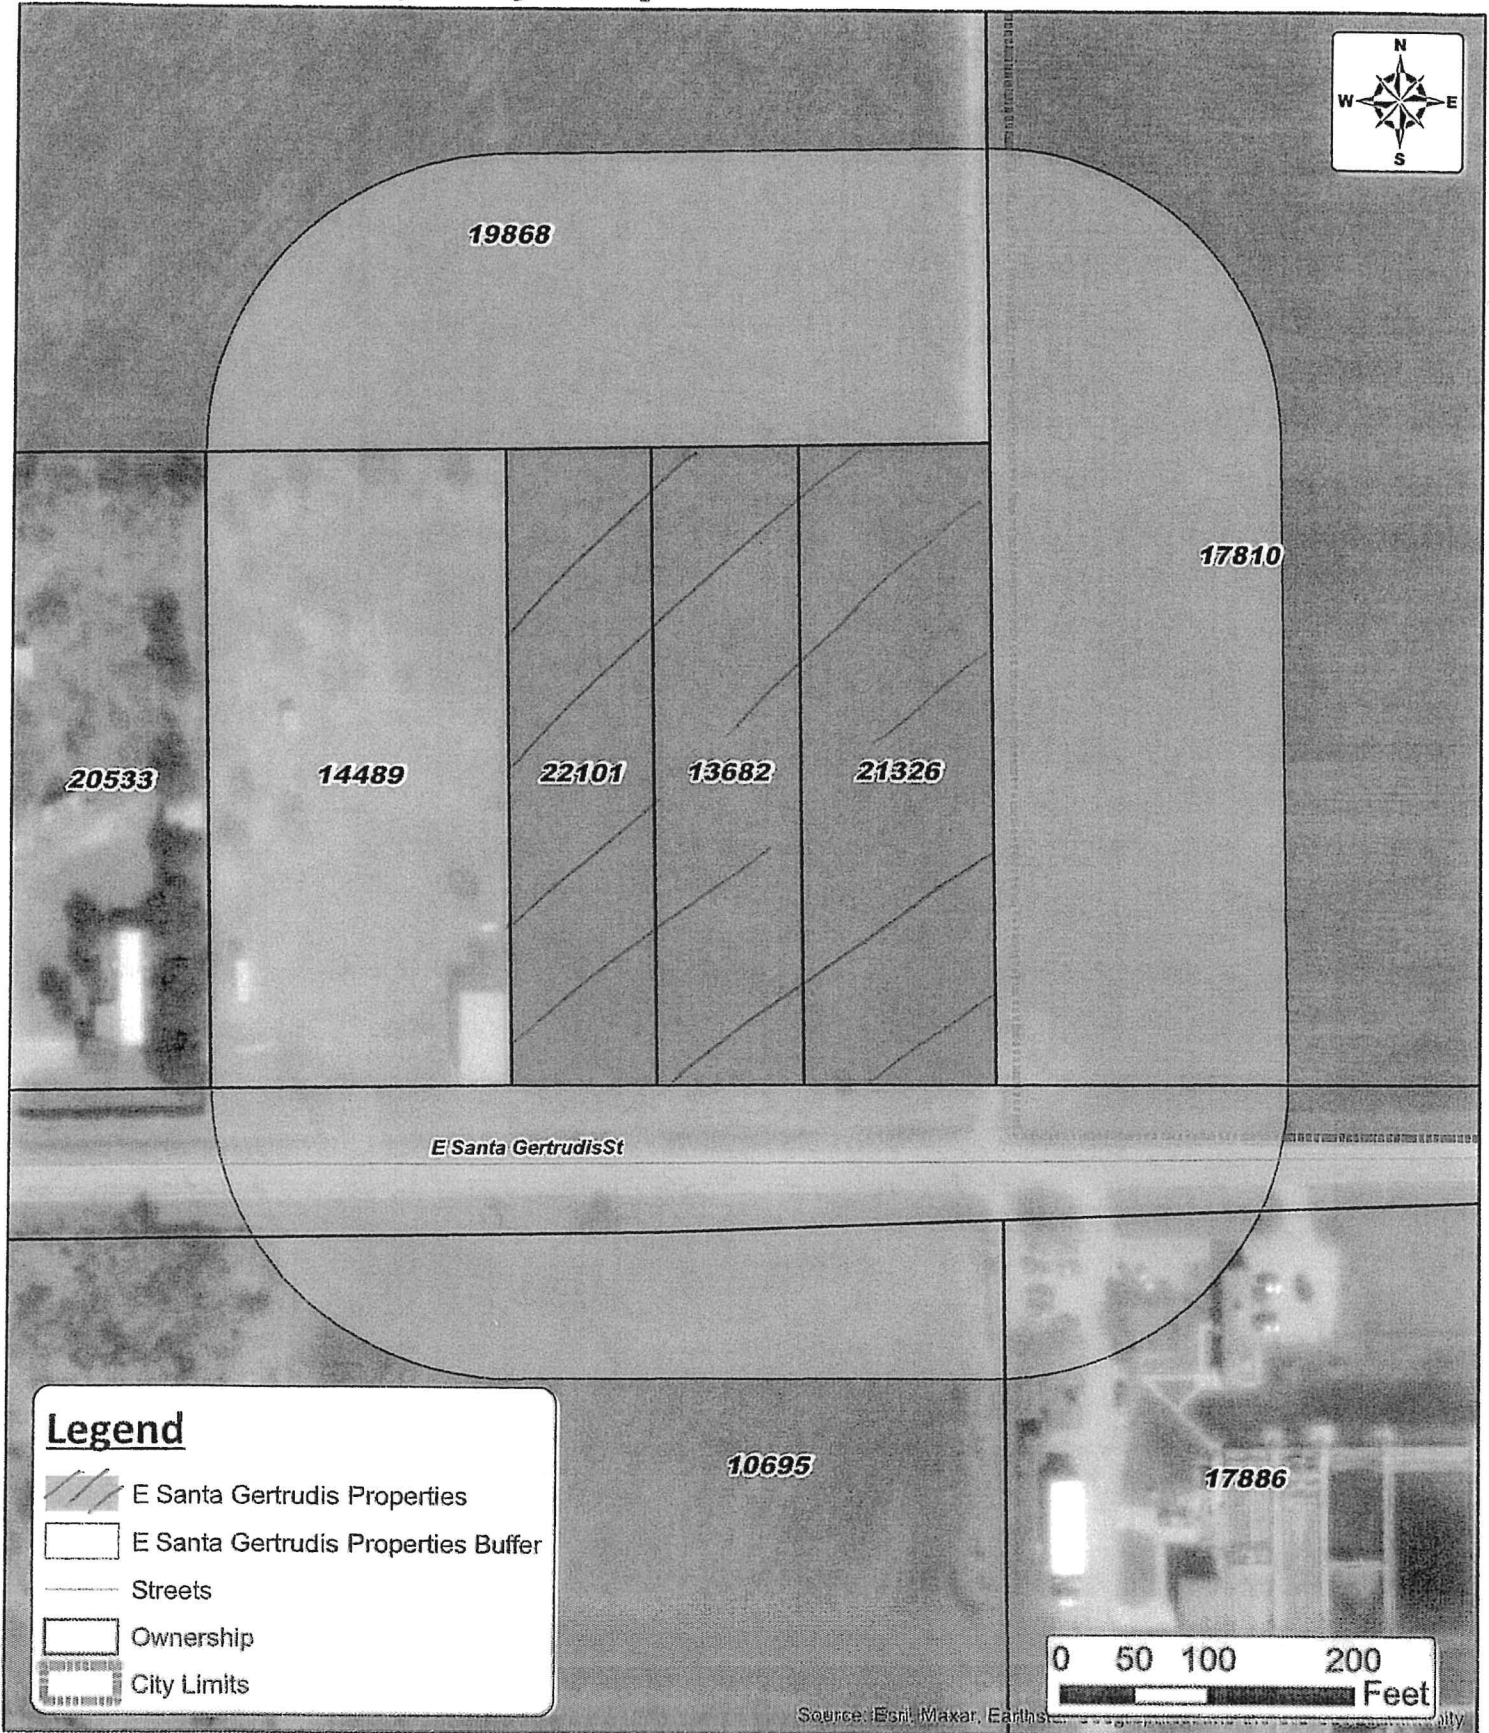 N
W E
S
19868
17810
20533 14489 22101 13682 21326
E Santa GertrudisSt
10695
17886
Legend
E Santa Gertrudis Properties
E Santa Gertrudis Properties Buffer
Streets
Ownership
City Limits
0 50 100 200
Feet
Source: Esri, Maxar,